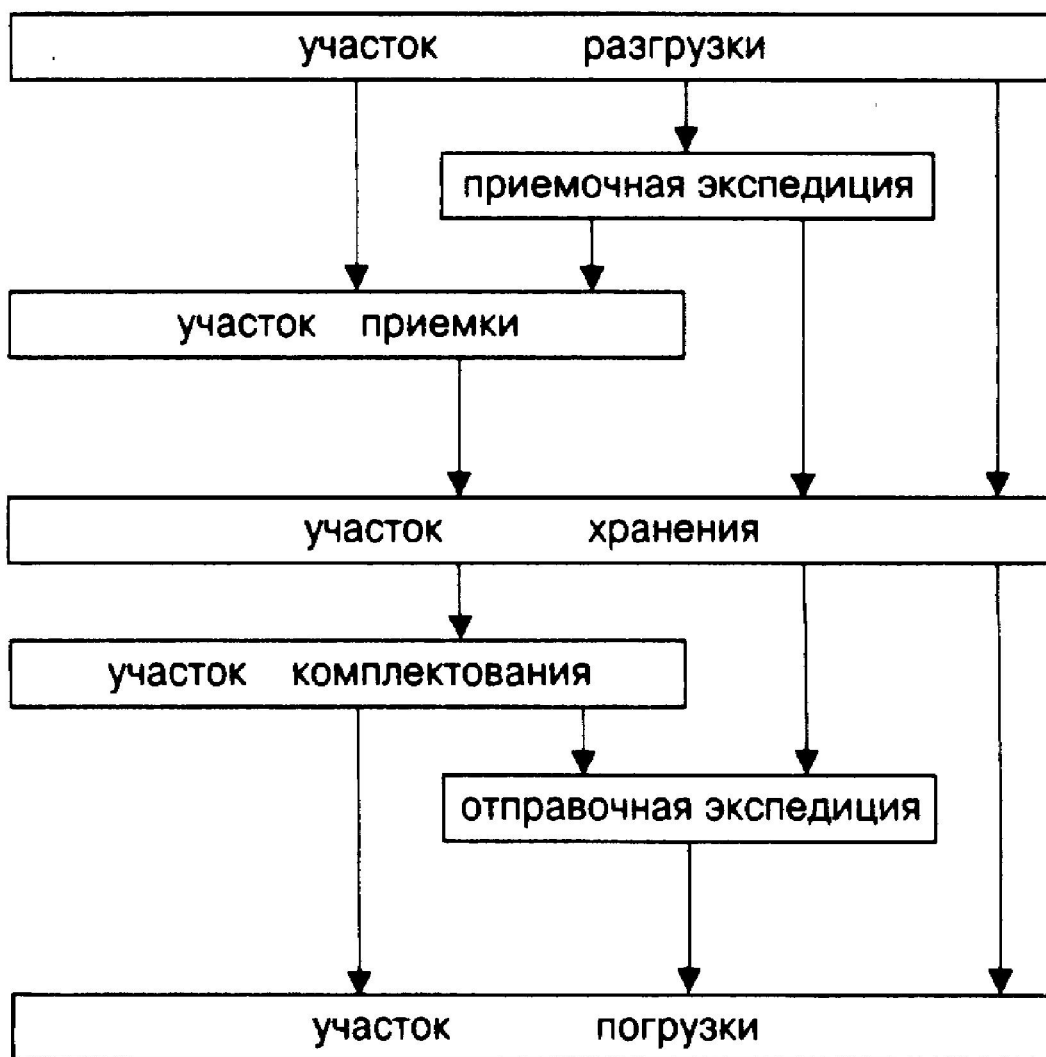 участок разгрузки
приемочная экспедиция
участок приемки
участок хранения
участок комплектования
отправочная экспедиция
участок погрузки